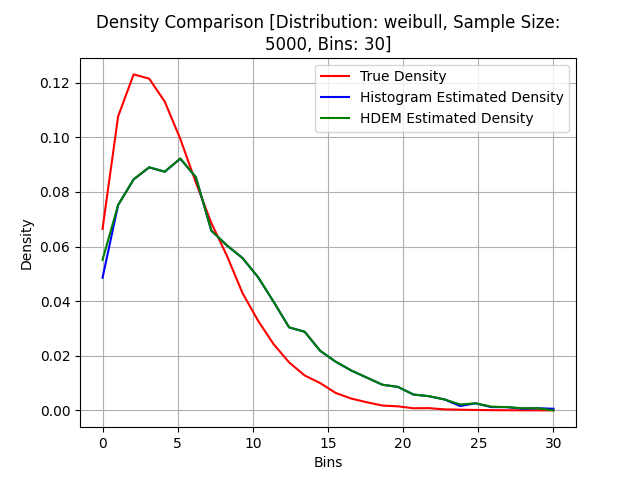 Density Comparison [Distribution: weibull, Sample Size:
5000, Bins: 30]
True Density
Histogram Estimated Density
HDEM Estimated Density
Density
0.12
0.10
0.08
0.06
0.04
0.02
0.00
0
5
10
15
20
25
30
Bins